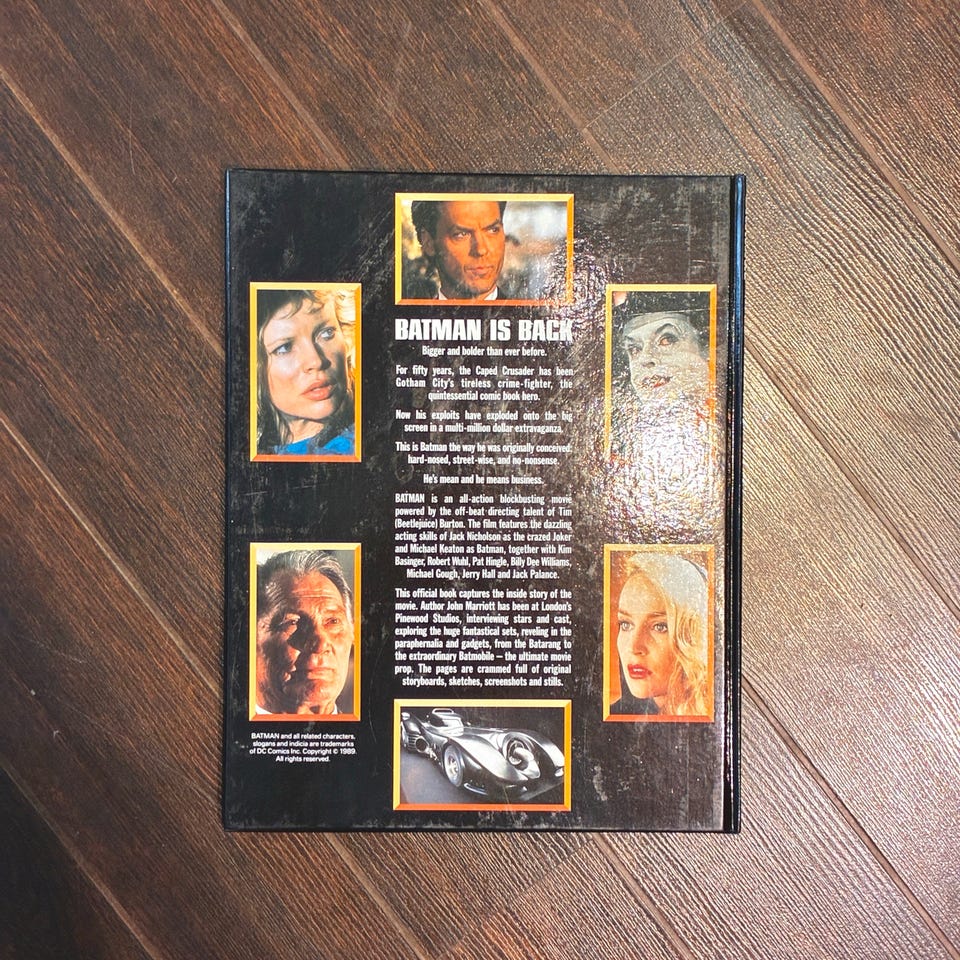 BATMAN IS BACK
Bigger and bolder than ever before.
For fifty years, the Caped Crusader has been
Gotham City's tireless crime-fighter, the
quintessential comic book hero.
Now his exploits have exploded onto the big
screen in a multi-million dollar extravaganza.
This is Batman the way he was originally conceived:
hard-nosed, street-wise, and no-nonsense.
He's mean and he means business.
BATMAN is an all-action blockbusting movie
powered by the off-beat directing talent of Tim
(Beetlejuice) Burton. The film features the dazzling
acting skills of Jack Nicholson as the crazed Joker
and Michael Keaton as Batman, together with Kim
Basinger, Robert Wuhl, Pat Hingle, Billy Dee Williams,
Michael Gough, Jerry Hall and Jack Palance.
This official book captures the inside story of the
movie. Author John Marriott has been at London's
Pinewood Studios, interviewing stars and cast,
exploring the huge fantastical sets, reveling in the
paraphernalia and gadgets, from the Batarang to
the extraordinary Batmobile — the ultimate movie
prop. The pages are crammed full of original
storyboards, sketches, screenshots and stills.
BATMAN and all related characters,
slogans and indicia are trademarks
of DC Comics Inc. Copyright © 1989.
All rights reserved.